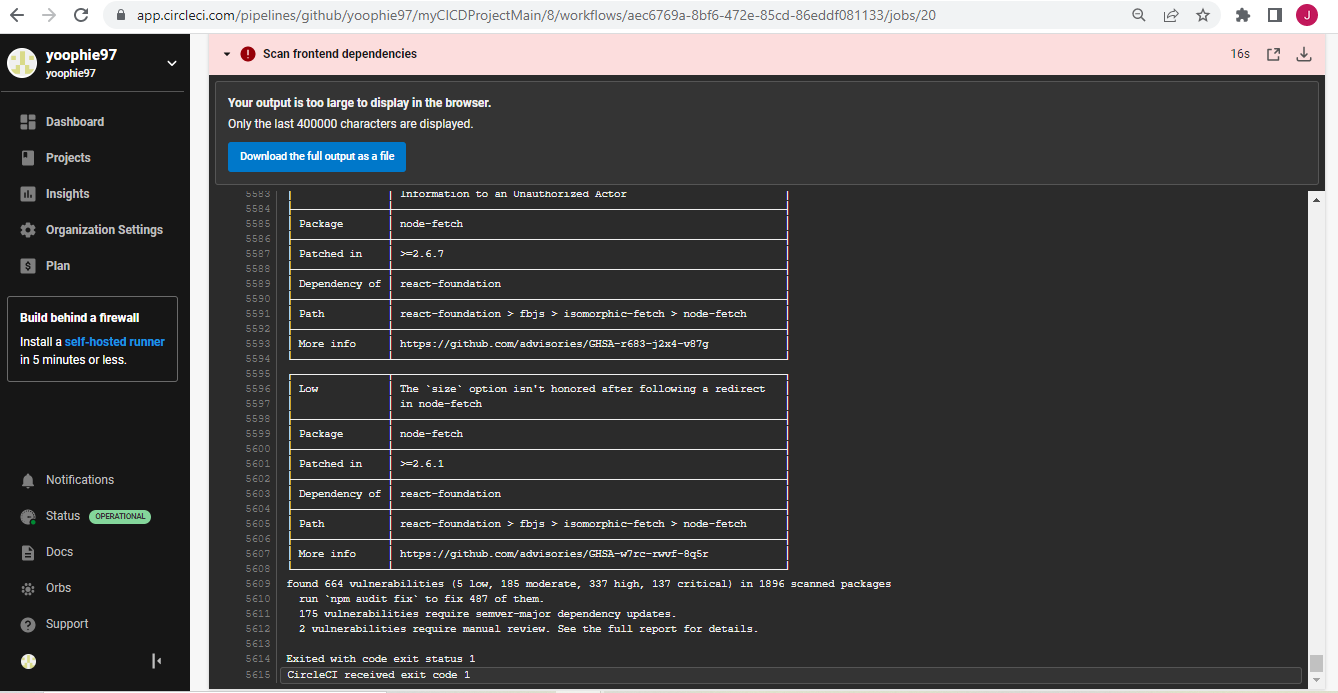 app.circleci.com/pipelines/github/yoophie97/myCICDProjectMain/8/workflows/aec6769a-8bf6-472e-85cd-86eddf081133/jobs/20
J
yoophie97
yoophie97
Dashboard
Projects
Insights
Organization Settings
Plan
Build behind a firewall
Install a self-hosted runner
in 5 minutes or less.
Notifications
Status OPERATIONAL
Docs
Orbs
Support
Scan frontend dependencies 16s
Your output is too large to display in the browser.
Only the last 400000 characters are displayed.
Download the full output as a file
5583 Information to an Unauthorized Actor
5584
5585 Package node-fetch
5586
5587 Patched in >=2.6.7
5588
5589 Dependency of react-foundation
5590
5591 Path react-foundation > fbjs > isomorphic-fetch > node-fetch
5592
5593 More info https://github.com/advisories/GHSA-r683-j2x4-v87g
5594
5595
5596 Low The `size` option isn't honored after following a redirect
5597 in node-fetch
5598
5599 Package node-fetch
5600
5601 Patched in >=2.6.1
5602
5603 Dependency of react-foundation
5604
5605 Path react-foundation > fbjs > isomorphic-fetch > node-fetch
5606
5607 More info https://github.com/advisories/GHSA-w7rc-rwvf-8q5r
5608
5609 found 664 vulnerabilities (5 low, 185 moderate, 337 high, 137 critical) in 1896 scanned packages
5610 run `npm audit fix` to fix 487 of them.
5611 175 vulnerabilities require semver-major dependency updates.
5612 2 vulnerabilities require manual review. See the full report for details.
5613
5614 Exited with code exit status 1
5615 CircleCI received exit code 1